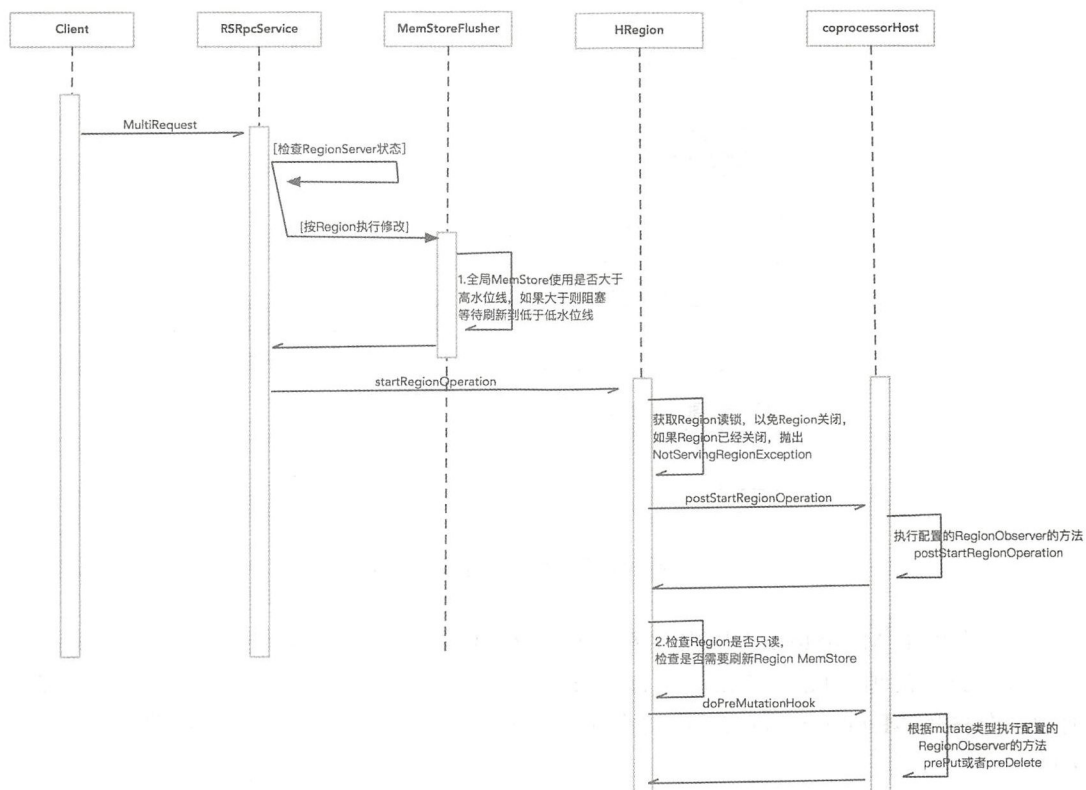 Client
RSRpcService
MemStoreFlusher
HRegion
coprocessorHost
MultiRequest
[检查RegionServer状态]
[按Region执行修改]
1.全局MemStore使用是否大于
高水位线，如果大于则阻塞
等待刷新到低于低水位线
startRegionOperation
获取Region读锁，以免Region关闭，
如果Region已经关闭，抛出
NotServingRegionException
postStartRegionOperation
执行配置的RegionObserver的方法
postStartRegionOperation
2.检查Region是否只读，
检查是否需要刷新Region MemStore
doPreMutationHook
根据mutate类型执行配置的
RegionObserver的方法
prePut或者preDelete